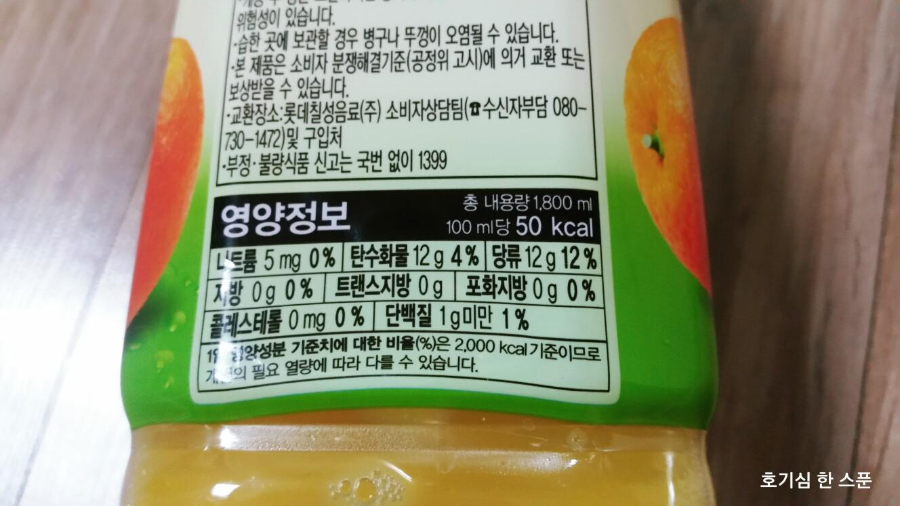 위험성이 있습니다.
·습한 곳에 보관할 경우 병구나 뚜껑이 오염될 수 있습니다.
·본 제품은 소비자 분쟁해결기준(공정위 고시)에 의거 교환 또는
보상받을 수 있습니다.
·교환장소:롯데칠성음료(주) 소비자상담팀(☎수신자부담 080-
730-1472)및 구입처
·부정·불량식품 신고는 국번 없이 1399
영양정보
총 내용량 1,800 ml
100 ml당 50 kcal
나트륨 5 mg 0% 탄수화물 12 g 4% 당류 12 g 12%
지방 0 g 0% 트랜스지방 0 g 포화지방 0 g 0%
콜레스테롤 0 mg 0% 단백질 1 g미만 1%
1일 영양성분 기준치에 대한 비율(%)은 2,000 kcal 기준이므로
개인의 필요 열량에 따라 다를 수 있습니다.
호기심 한 스푼